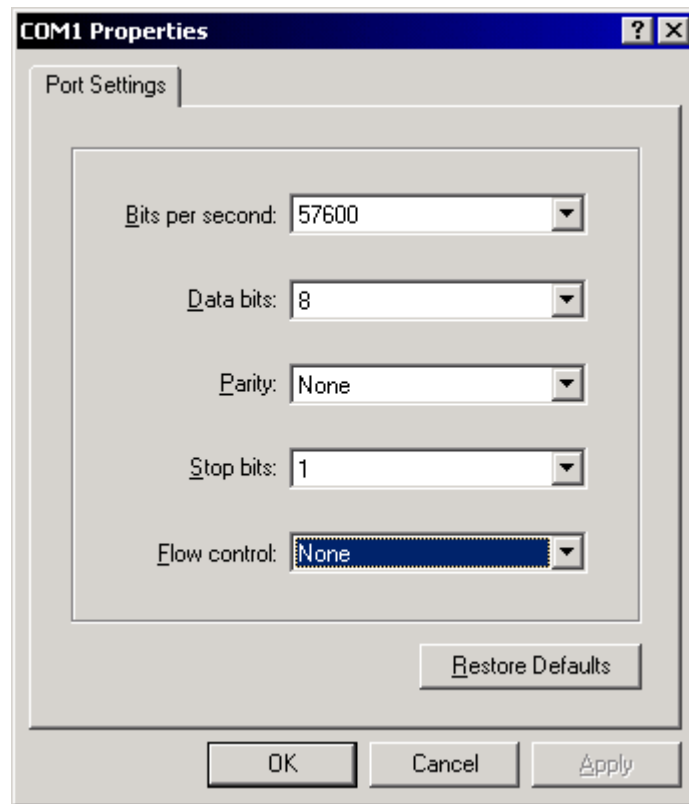 COM1 Properties
Port Settings
Bits per second: 57600
Data bits: 8
Parity: None
Stop bits: 1
Flow control: None
Restore Defaults
OK Cancel Apply